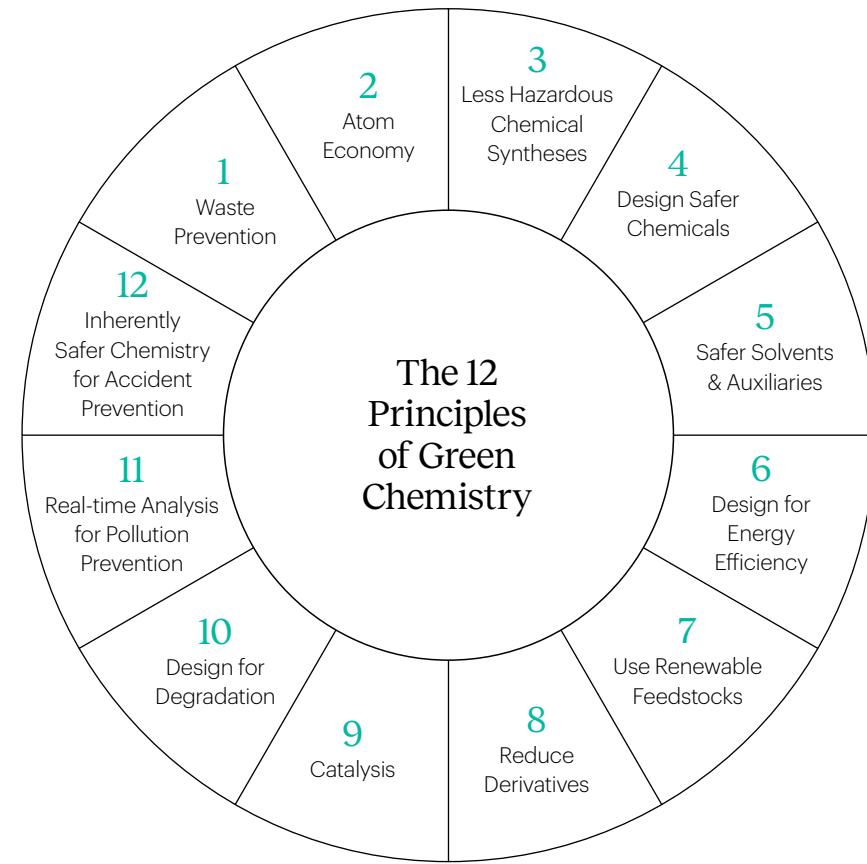 The 12
Principles
of Green
Chemistry
1
Waste
Prevention
2
Atom
Economy
3
Less Hazardous
Chemical
Syntheses
4
Design Safer
Chemicals
5
Safer Solvents
& Auxiliaries
6
Design for
Energy
Efficiency
7
Use Renewable
Feedstocks
8
Reduce
Derivatives
9
Catalysis
10
Design for
Degradation
11
Real-time Analysis
for Pollution
Prevention
12
Inherently
Safer Chemistry
for Accident
Prevention